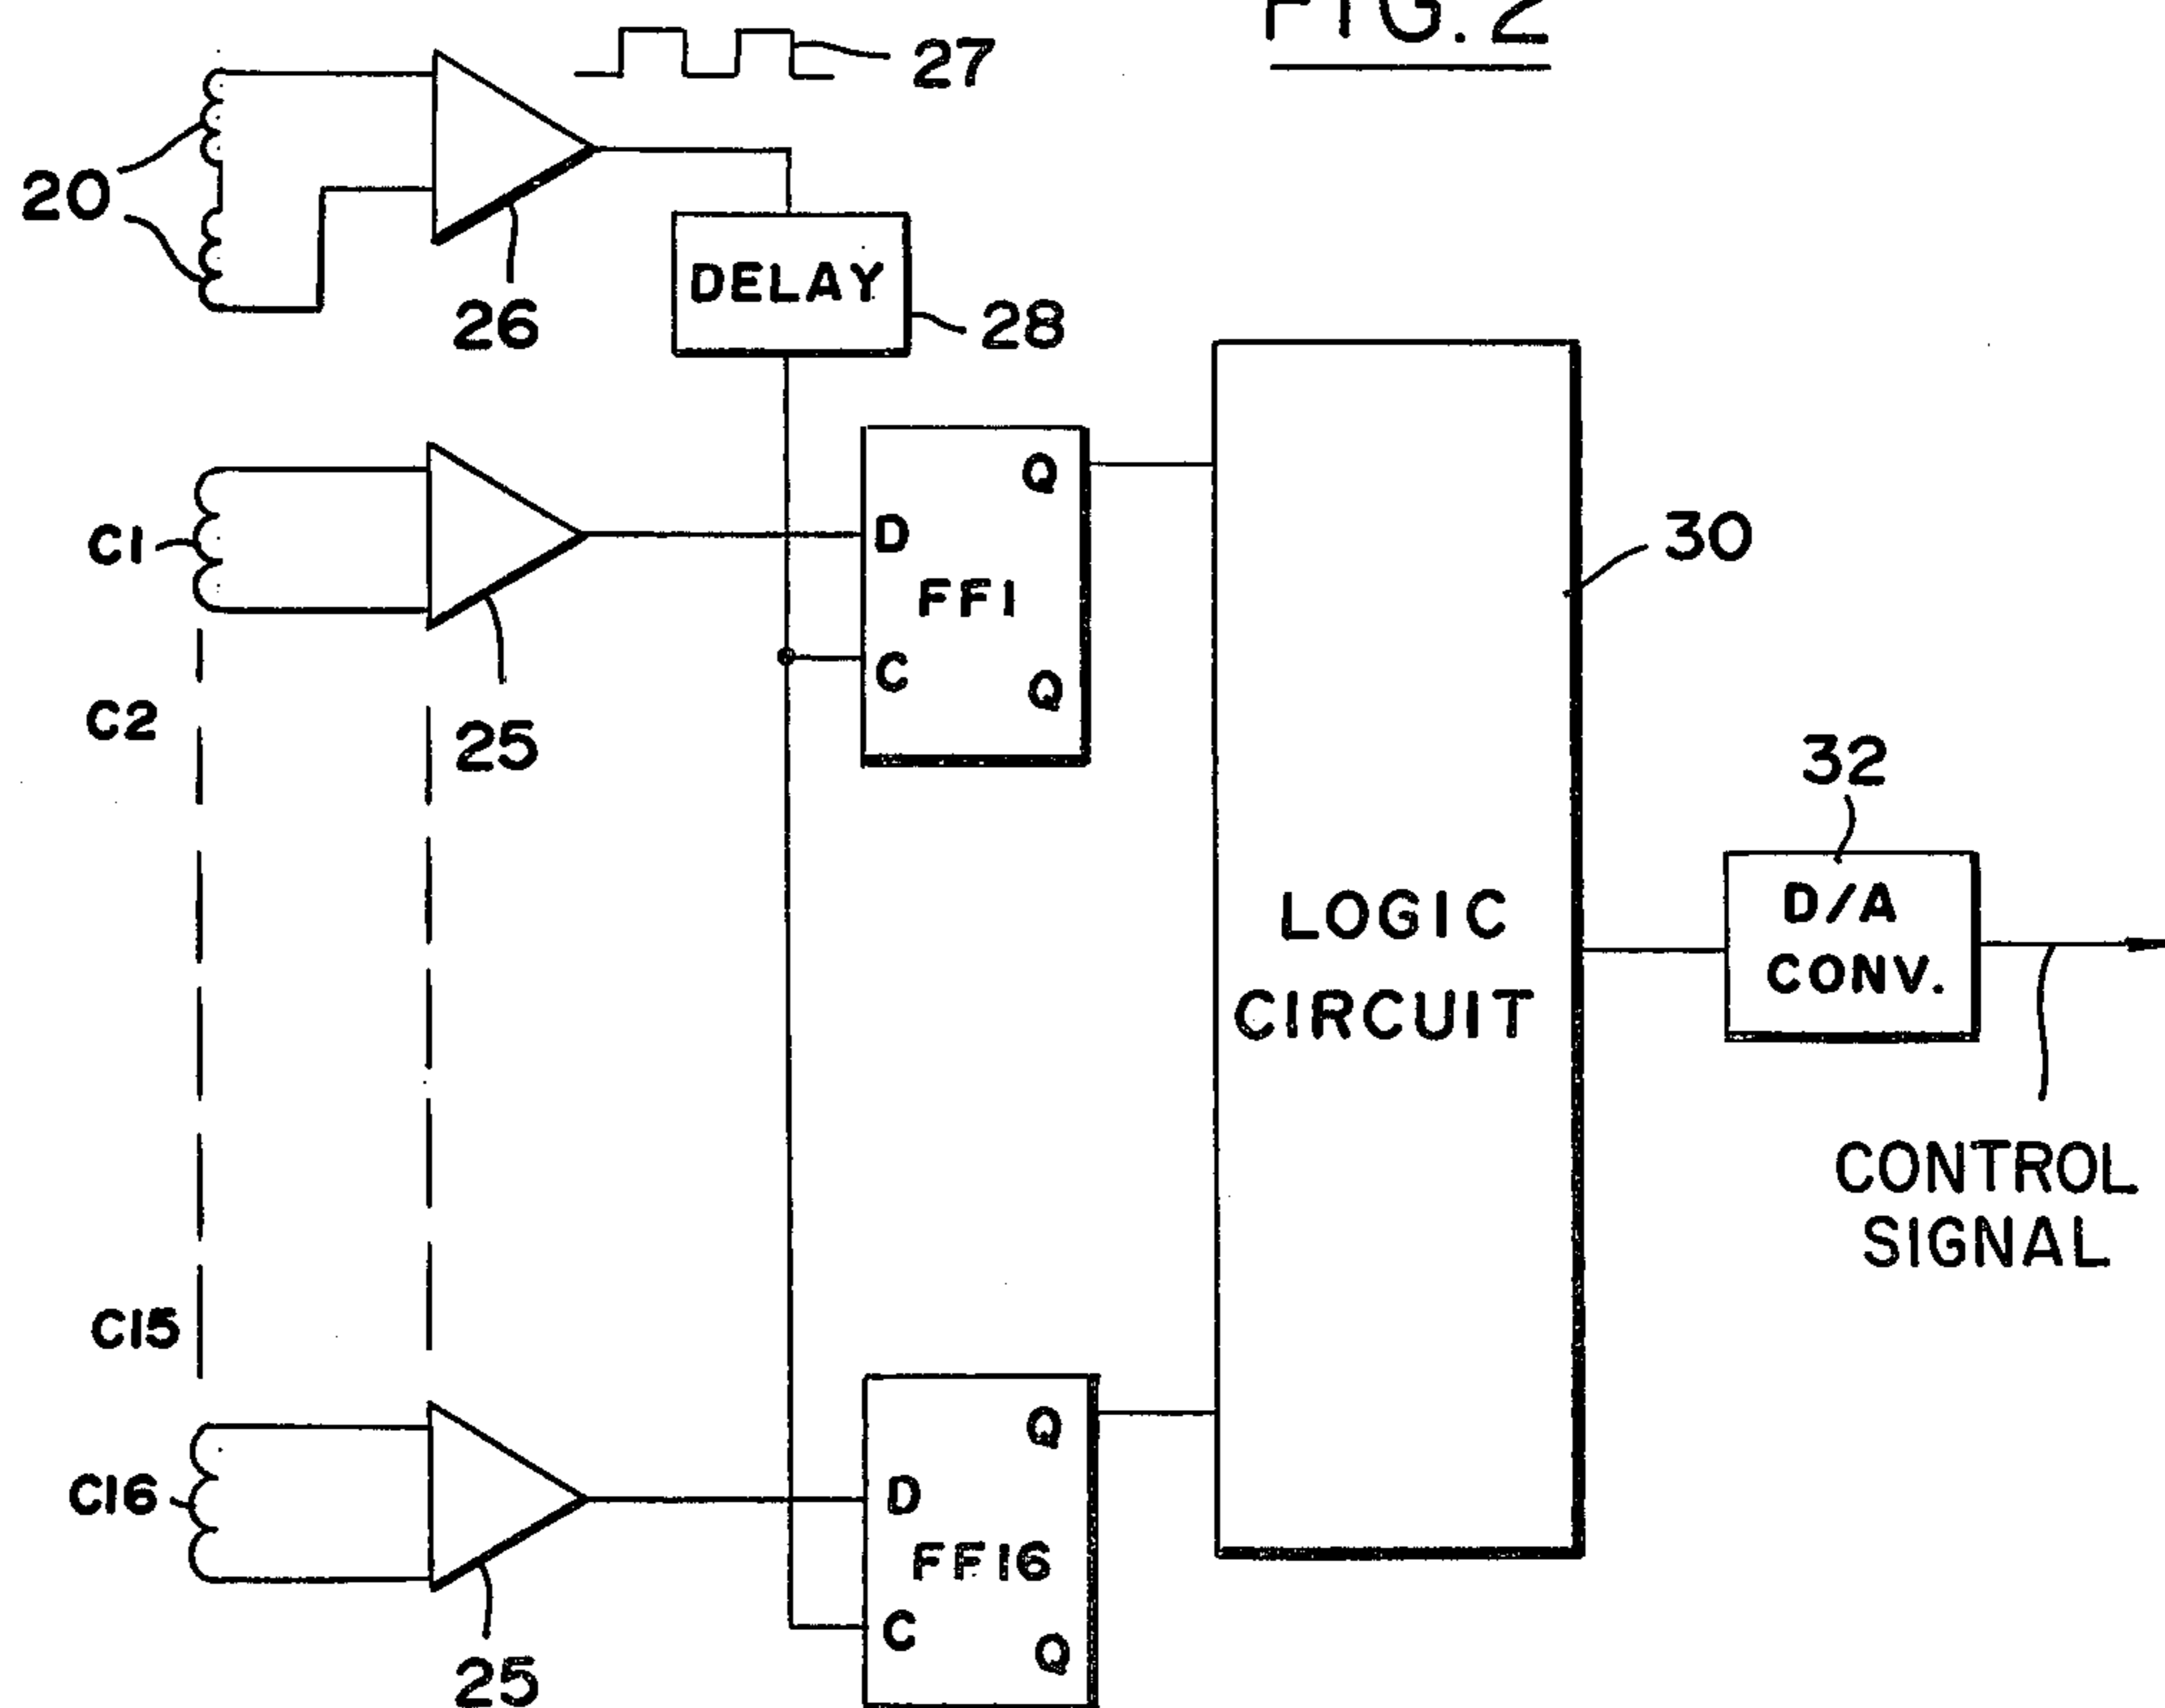 FIG. 2
27
20
26
DELAY
28
Q
C1
D
30
FF1
C
Q
C2
25
32
D/A
CONV.
LOGIC
CIRCUIT
CONTROL
SIGNAL
C15
Q
C16
D
FF16
C
Q
25